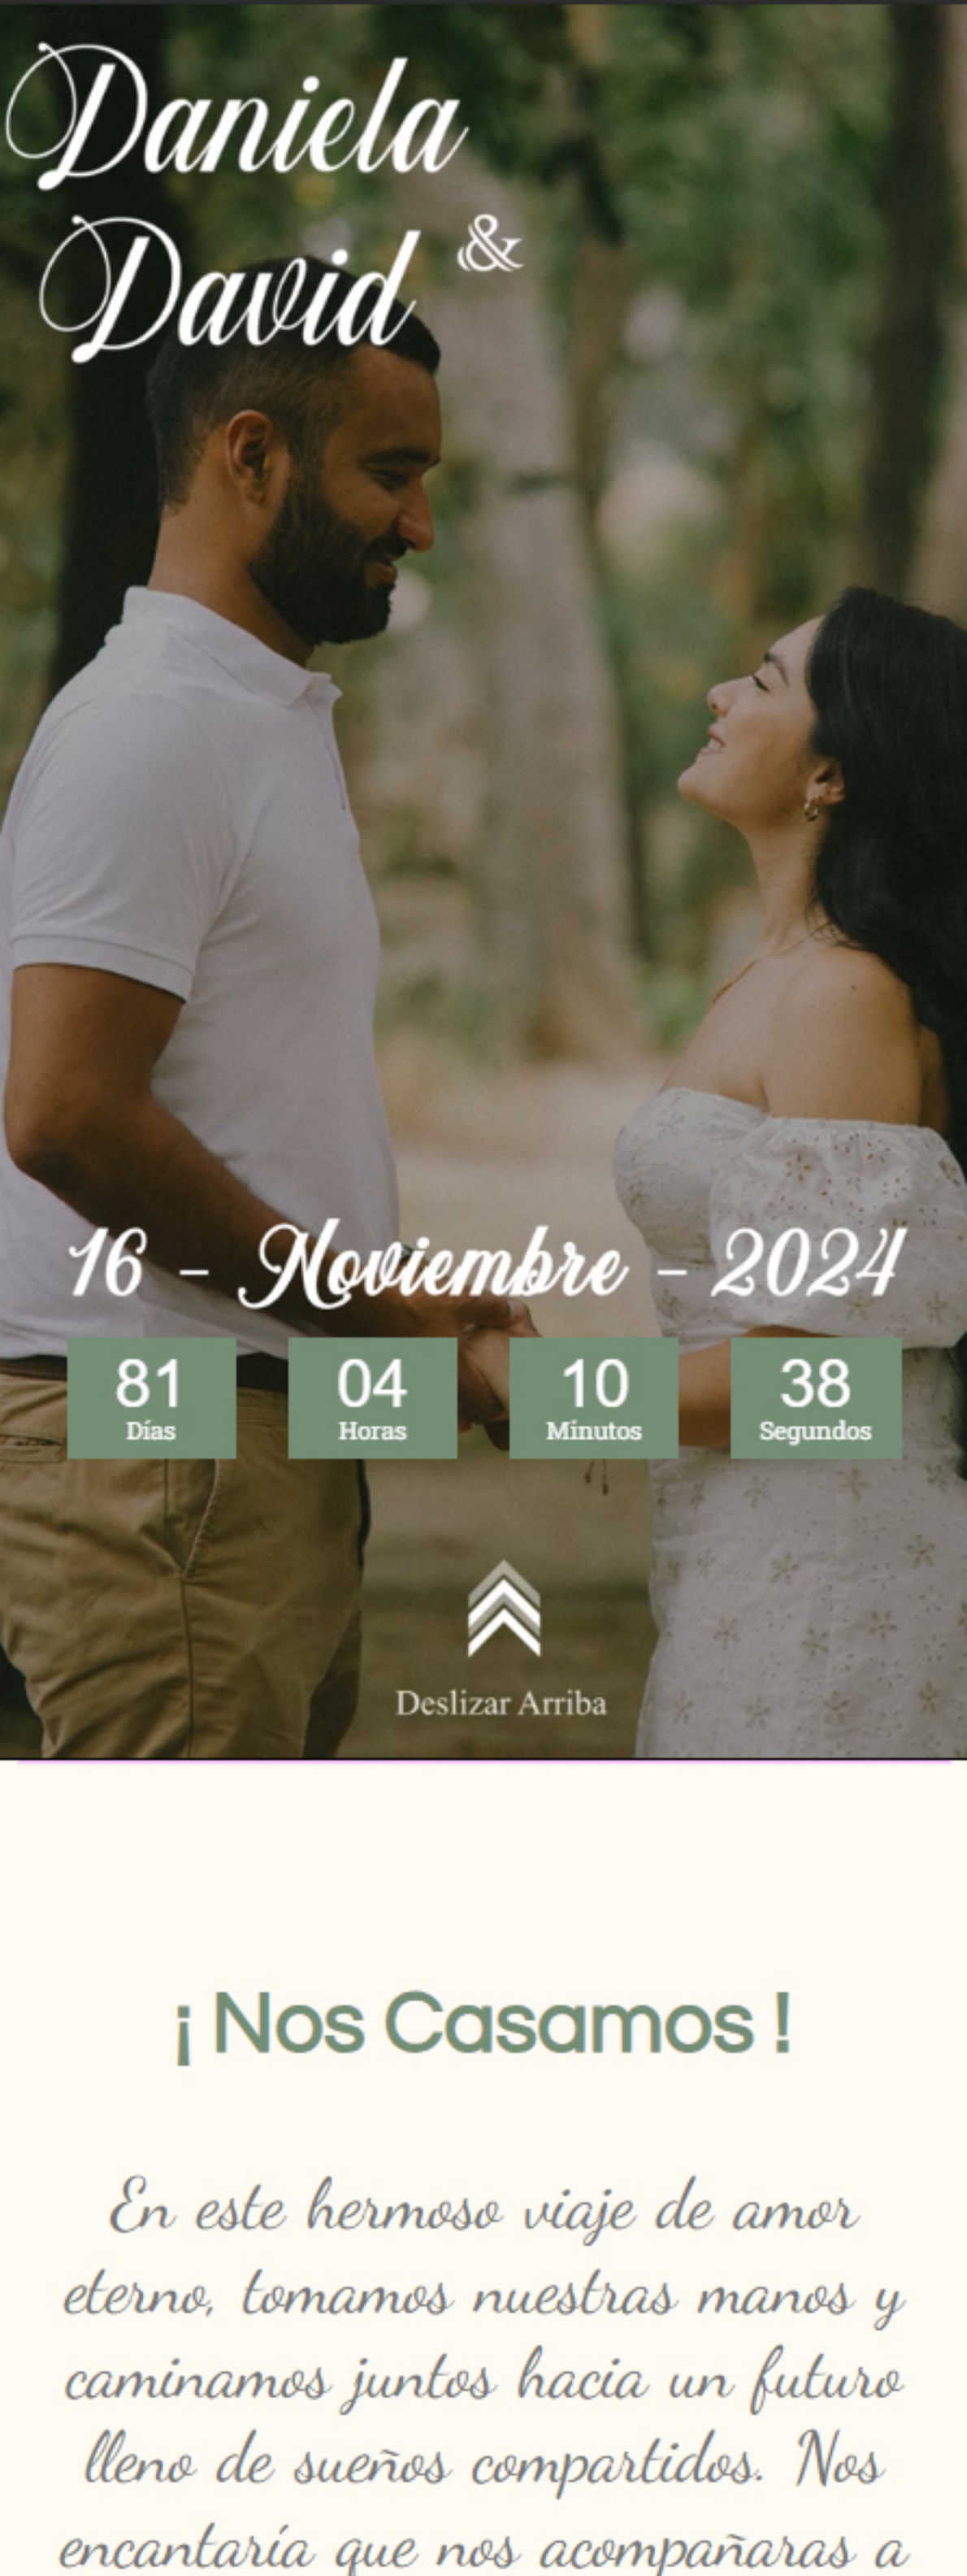 Daniela
&
David
16 - Noviembre - 2024
81 04 10 38
Días Horas Minutos Segundos
Deslizar Arriba
¡ Nos Casamos !
En este hermoso viaje de amor
eterno, tomamos nuestras manos y
caminamos juntos hacia un futuro
lleno de sueños compartidos. Nos
encantaría que nos acompañaras a